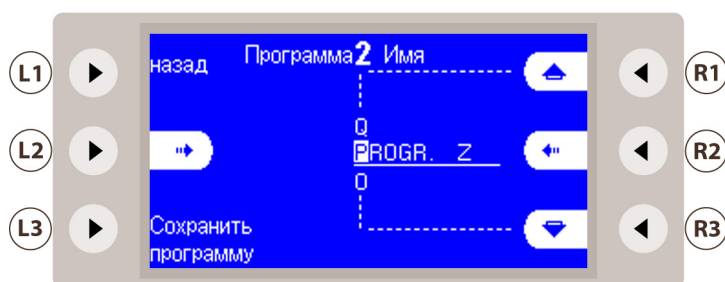 L1
назад
Программа 2 Имя
R1
L2
Q
PROGR. Z
O
R2
L3
Сохранить
программу
R3